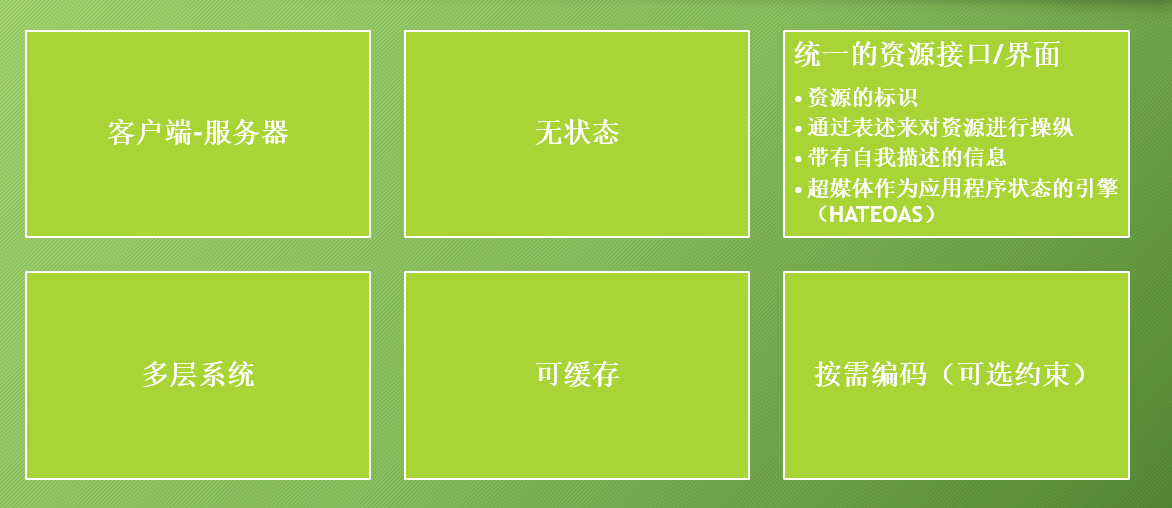 客户端-服务器
无状态
统一的资源接口/界面
• 资源的标识
• 通过表述来对资源进行操纵
• 带有自我描述的信息
• 超媒体作为应用程序状态的引擎
（HATEOAS）
多层系统
可缓存
按需编码（可选约束）